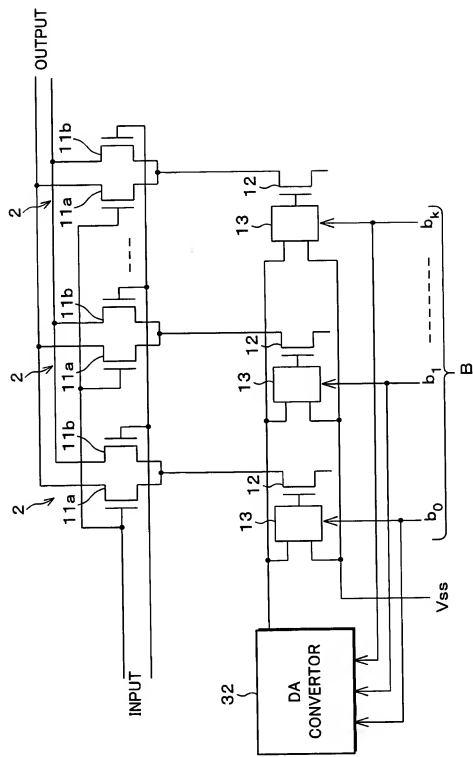 OUTPUT
2
2
2
11a
11b
11a
11b
11a
11b
INPUT
12
12
12
13
13
13
32
DA
CONVERTOR
Vss
b0
b1
bk
B